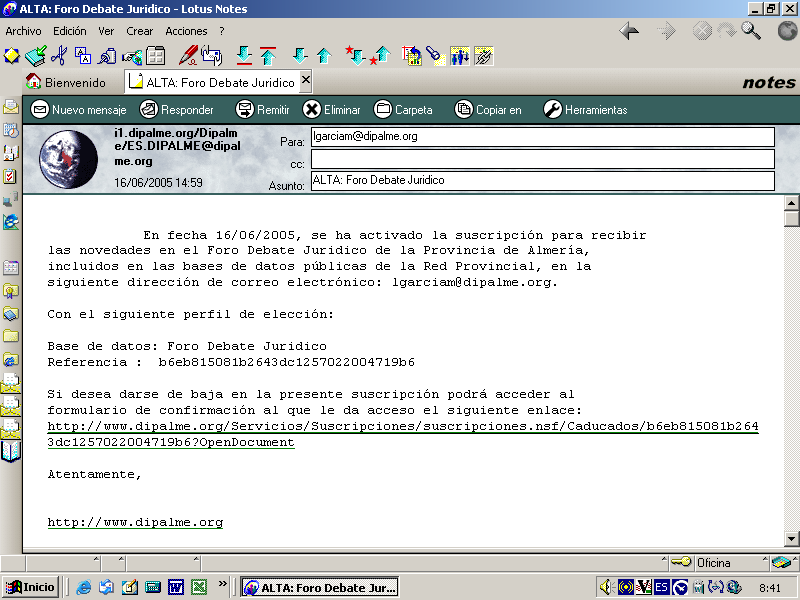 ALTA: Foro Debate Juridico - Lotus Notes
Archivo Edición Ver Crear Acciones ?
Bienvenido
ALTA: Foro Debate Juridico
notes
Nuevo mensaje Responder Remitir Eliminar Carpeta Copiar en Herramientas
i1.dipalme.org/Dipalm
e/ES.DIPALME@dipal
me.org
16/06/2005 14:59
Para: lgarciam@dipalme.org
cc:
Asunto: ALTA: Foro Debate Juridico
En fecha 16/06/2005, se ha activado la suscripción para recibir
las novedades en el Foro Debate Juridico de la Provincia de Almería,
incluidos en las bases de datos públicas de la Red Provincial, en la
siguiente dirección de correo electrónico: lgarciam@dipalme.org.
Con el siguiente perfil de elección:
Base de datos: Foro Debate Juridico
Referencia : b6eb815081b2643dc1257022004719b6
Si desea darse de baja en la presente suscripción podrá acceder al
formulario de confirmación al que le da acceso el siguiente enlace:
http://www.dipalme.org/Servicios/Suscripciones/suscripciones.nsf/Caducados/b6eb815081b264
3dc1257022004719b6?OpenDocument
Atentamente,
http://www.dipalme.org
Oficina
Inicio
»
ALTA: Foro Debate Jur...
ES
8:41